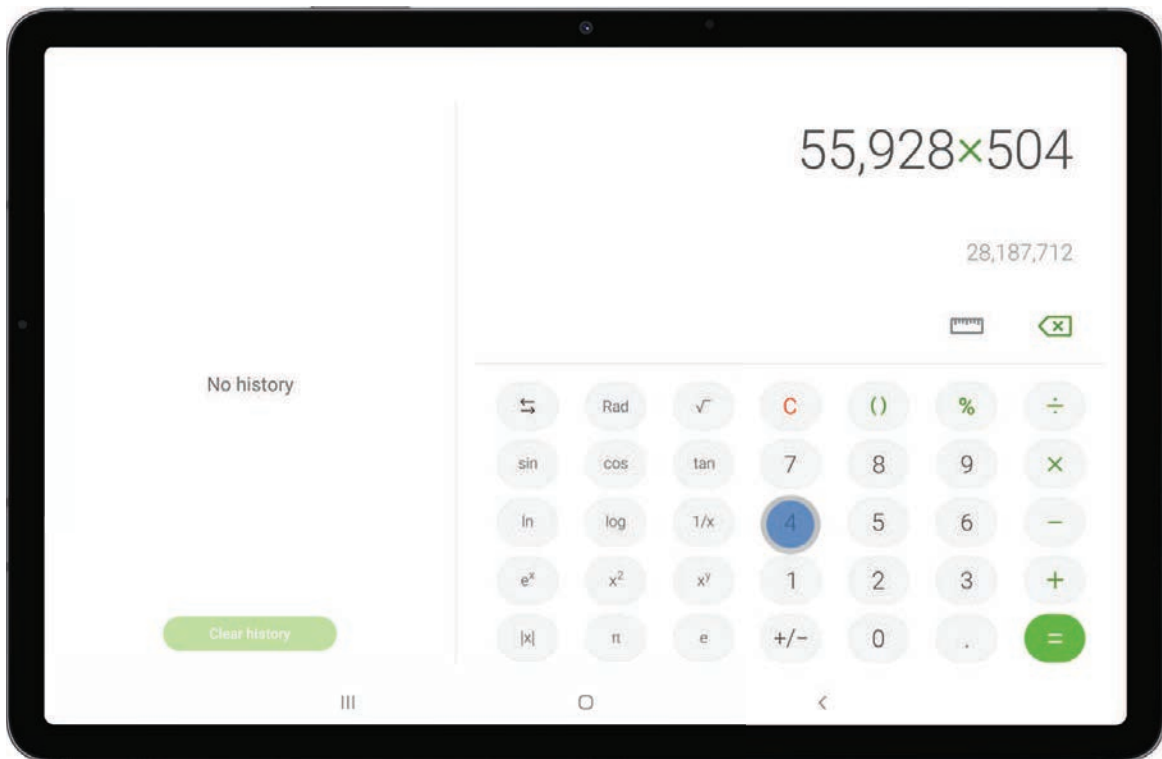 55,928×504
28,187,712
No history
Rad √ C () % ÷
sin cos tan 7 8 9 ×
ln log 1/x 4 5 6 −
eˣ x² xʸ 1 2 3 +
|x| π e +/− 0 . =
Clear history